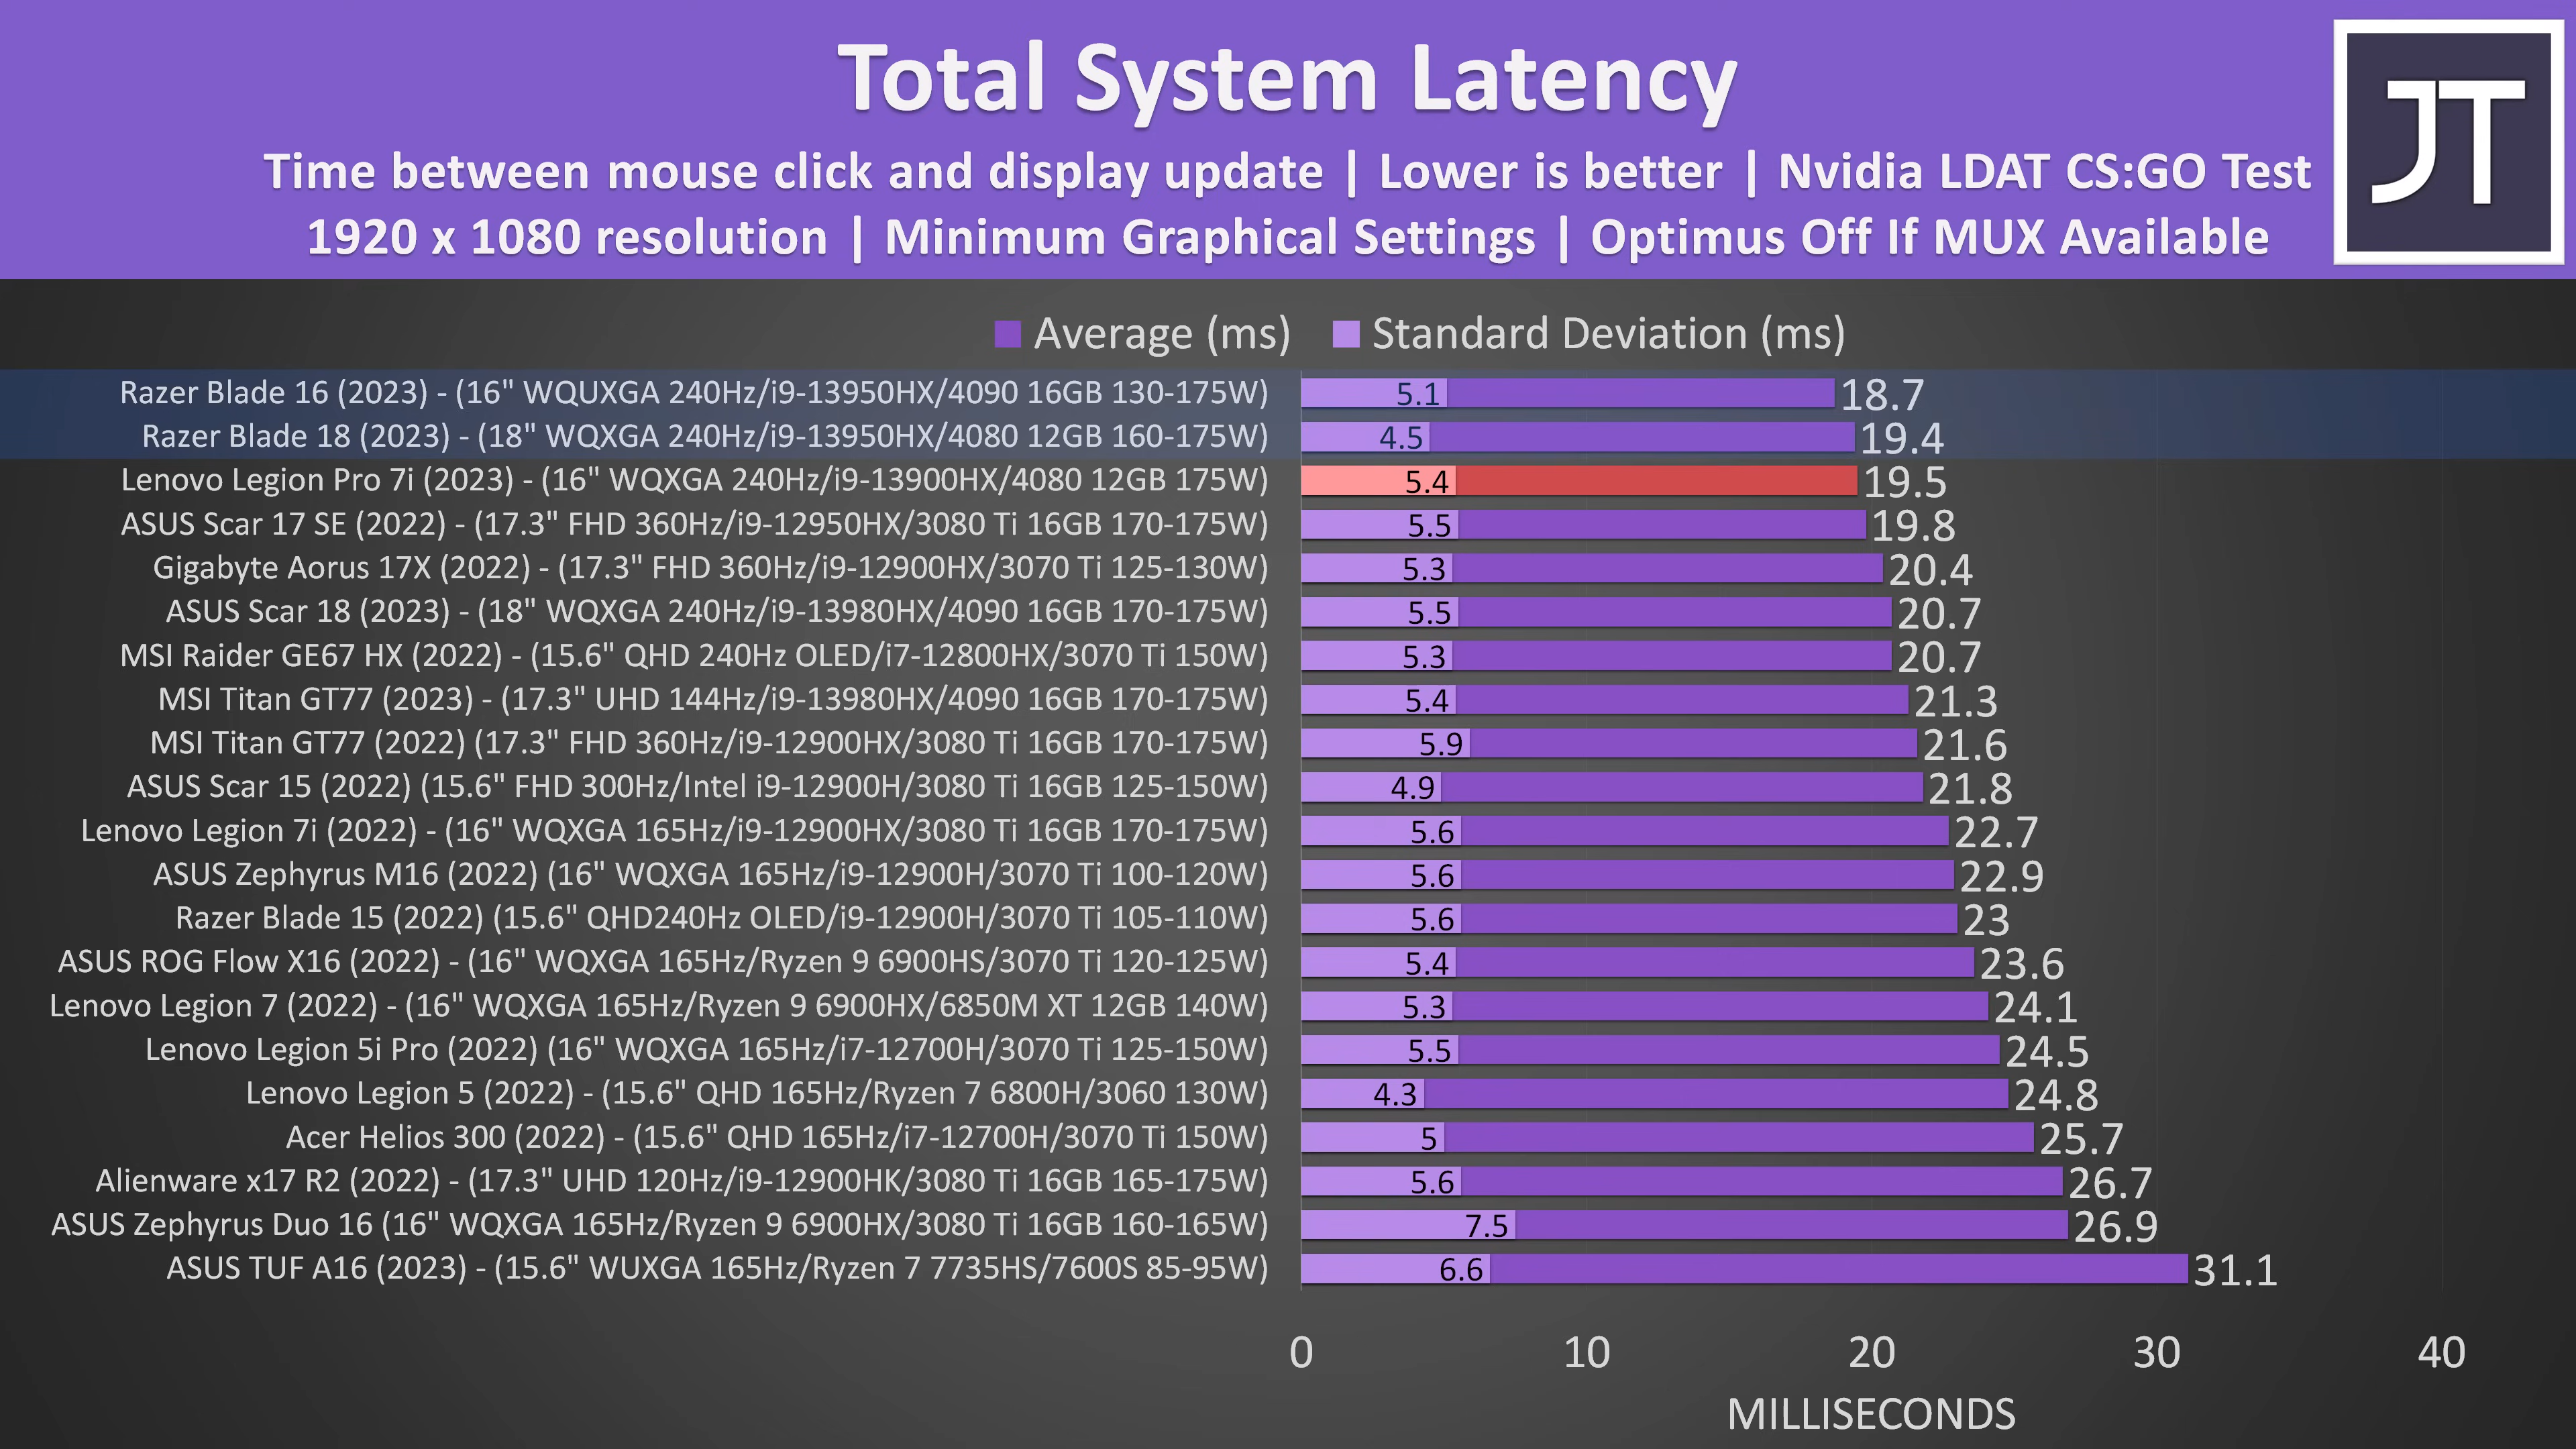 Total System Latency
Time between mouse click and display update | Lower is better | Nvidia LDAT CS:GO Test
1920 x 1080 resolution | Minimum Graphical Settings | Optimus Off If MUX Available
JT
Average (ms) Standard Deviation (ms)
Razer Blade 16 (2023) - (16" WQUXGA 240Hz/i9-13950HX/4090 16GB 130-175W) 5.1 18.7
Razer Blade 18 (2023) - (18" WQXGA 240Hz/i9-13950HX/4080 12GB 160-175W) 4.5 19.4
Lenovo Legion Pro 7i (2023) - (16" WQXGA 240Hz/i9-13900HX/4080 12GB 175W) 5.4 19.5
ASUS Scar 17 SE (2022) - (17.3" FHD 360Hz/i9-12950HX/3080 Ti 16GB 170-175W) 5.5 19.8
Gigabyte Aorus 17X (2022) - (17.3" FHD 360Hz/i9-12900HX/3070 Ti 125-130W) 5.3 20.4
ASUS Scar 18 (2023) - (18" WQXGA 240Hz/i9-13980HX/4090 16GB 170-175W) 5.5 20.7
MSI Raider GE67 HX (2022) - (15.6" QHD 240Hz OLED/i7-12800HX/3070 Ti 150W) 5.3 20.7
MSI Titan GT77 (2023) - (17.3" UHD 144Hz/i9-13980HX/4090 16GB 170-175W) 5.4 21.3
MSI Titan GT77 (2022) (17.3" FHD 360Hz/i9-12900HX/3080 Ti 16GB 170-175W) 5.9 21.6
ASUS Scar 15 (2022) (15.6" FHD 300Hz/Intel i9-12900H/3080 Ti 16GB 125-150W) 4.9 21.8
Lenovo Legion 7i (2022) - (16" WQXGA 165Hz/i9-12900HX/3080 Ti 16GB 170-175W) 5.6 22.7
ASUS Zephyrus M16 (2022) (16" WQXGA 165Hz/i9-12900H/3070 Ti 100-120W) 5.6 22.9
Razer Blade 15 (2022) (15.6" QHD240Hz OLED/i9-12900H/3070 Ti 105-110W) 5.6 23
ASUS ROG Flow X16 (2022) - (16" WQXGA 165Hz/Ryzen 9 6900HS/3070 Ti 120-125W) 5.4 23.6
Lenovo Legion 7 (2022) - (16" WQXGA 165Hz/Ryzen 9 6900HX/6850M XT 12GB 140W) 5.3 24.1
Lenovo Legion 5i Pro (2022) (16" WQXGA 165Hz/i7-12700H/3070 Ti 125-150W) 5.5 24.5
Lenovo Legion 5 (2022) - (15.6" QHD 165Hz/Ryzen 7 6800H/3060 130W) 4.3 24.8
Acer Helios 300 (2022) - (15.6" QHD 165Hz/i7-12700H/3070 Ti 150W) 5 25.7
Alienware x17 R2 (2022) - (17.3" UHD 120Hz/i9-12900HK/3080 Ti 16GB 165-175W) 5.6 26.7
ASUS Zephyrus Duo 16 (16" WQXGA 165Hz/Ryzen 9 6900HX/3080 Ti 16GB 160-165W) 7.5 26.9
ASUS TUF A16 (2023) - (15.6" WUXGA 165Hz/Ryzen 7 7735HS/7600S 85-95W) 6.6 31.1
0 10 20 30 40
MILLISECONDS